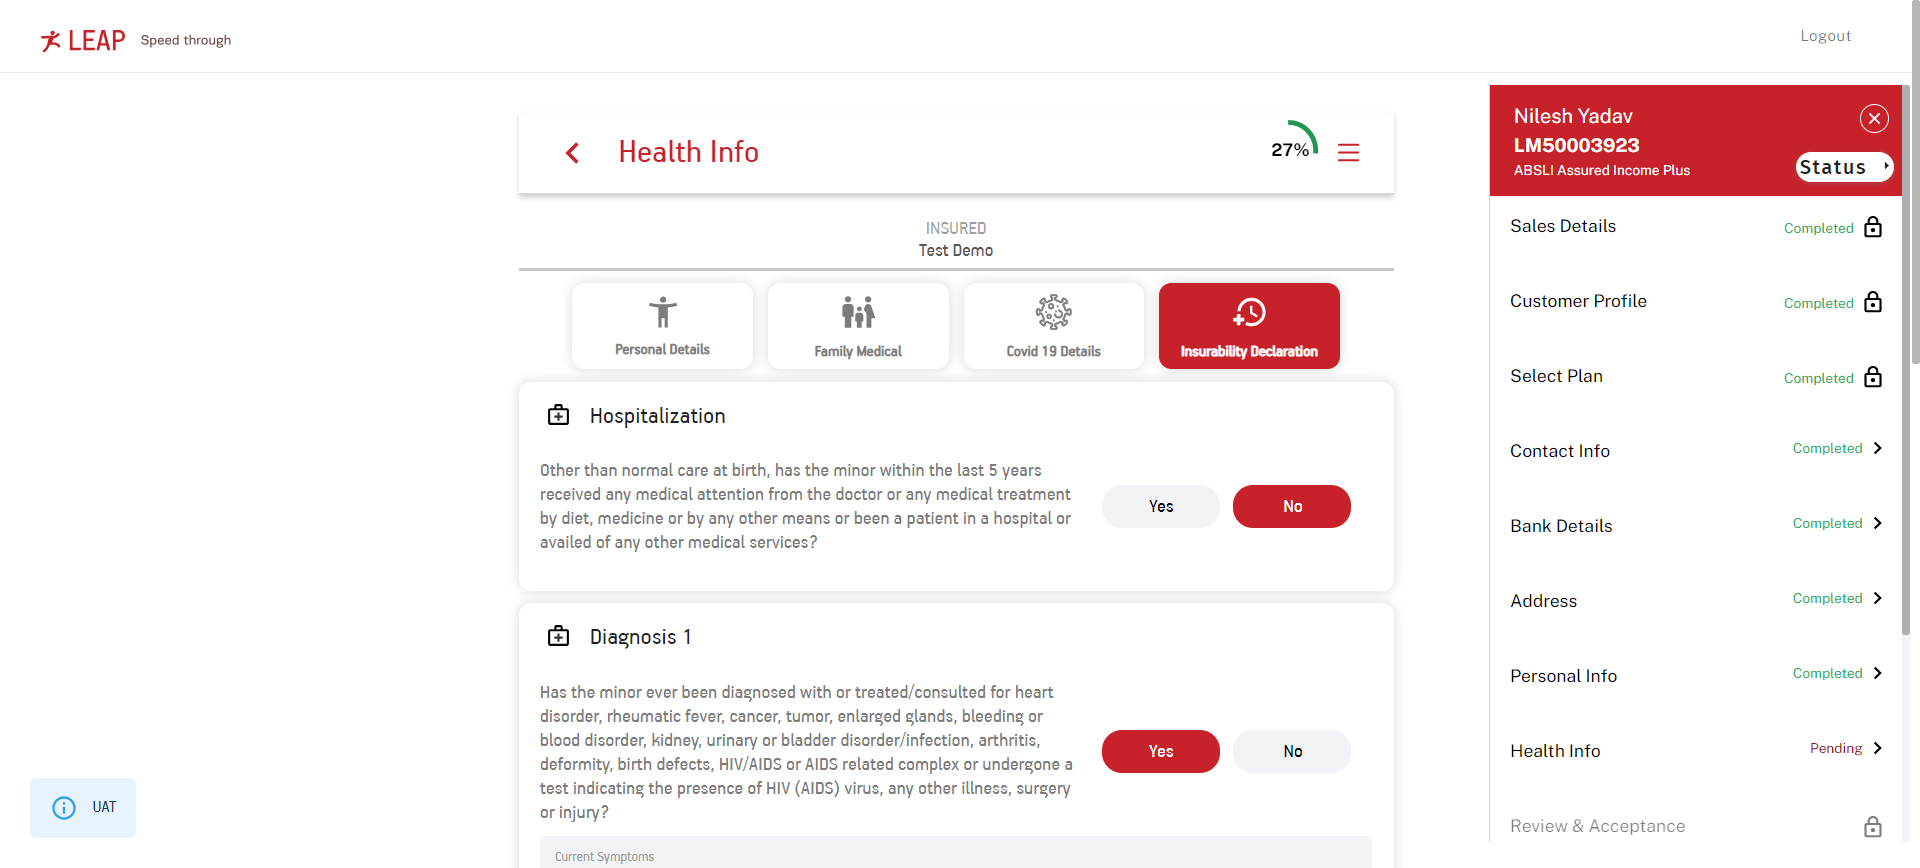 LEAP Speed through
Logout
Health Info
27%
INSURED
Test Demo
Personal Details
Family Medical
Covid 19 Details
Insurability Declaration
Hospitalization
Other than normal care at birth, has the minor within the last 5 years
received any medical attention from the doctor or any medical treatment
by diet, medicine or by any other means or been a patient in a hospital or
availed of any other medical services?
Yes
No
Diagnosis 1
Has the minor ever been diagnosed with or treated/consulted for heart
disorder, rheumatic fever, cancer, tumor, enlarged glands, bleeding or
blood disorder, kidney, urinary or bladder disorder/infection, arthritis,
deformity, birth defects, HIV/AIDS or AIDS related complex or undergone a
test indicating the presence of HIV (AIDS) virus, any other illness, surgery
or injury?
Yes
No
Current Symptoms
Nilesh Yadav
LM50003923
ABSLI Assured Income Plus
Status
Sales Details Completed
Customer Profile Completed
Select Plan Completed
Contact Info Completed
Bank Details Completed
Address Completed
Personal Info Completed
Health Info Pending
Review & Acceptance
UAT